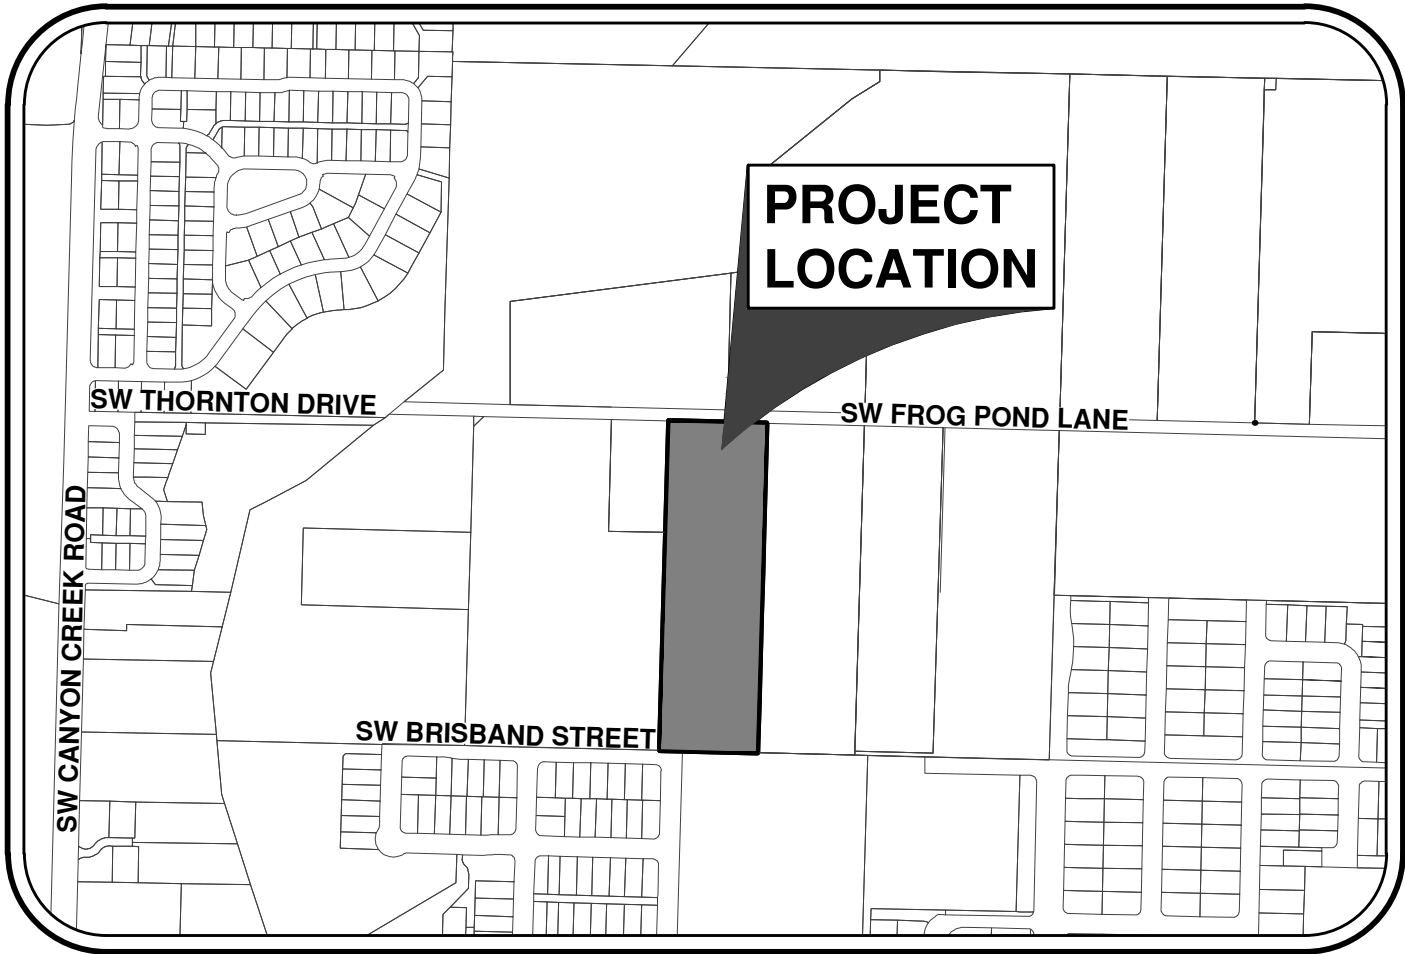 PROJECT
LOCATION
SW THORNTON DRIVE
SW FROG POND LANE
SW CANYON CREEK ROAD
SW BRISBAND STREET